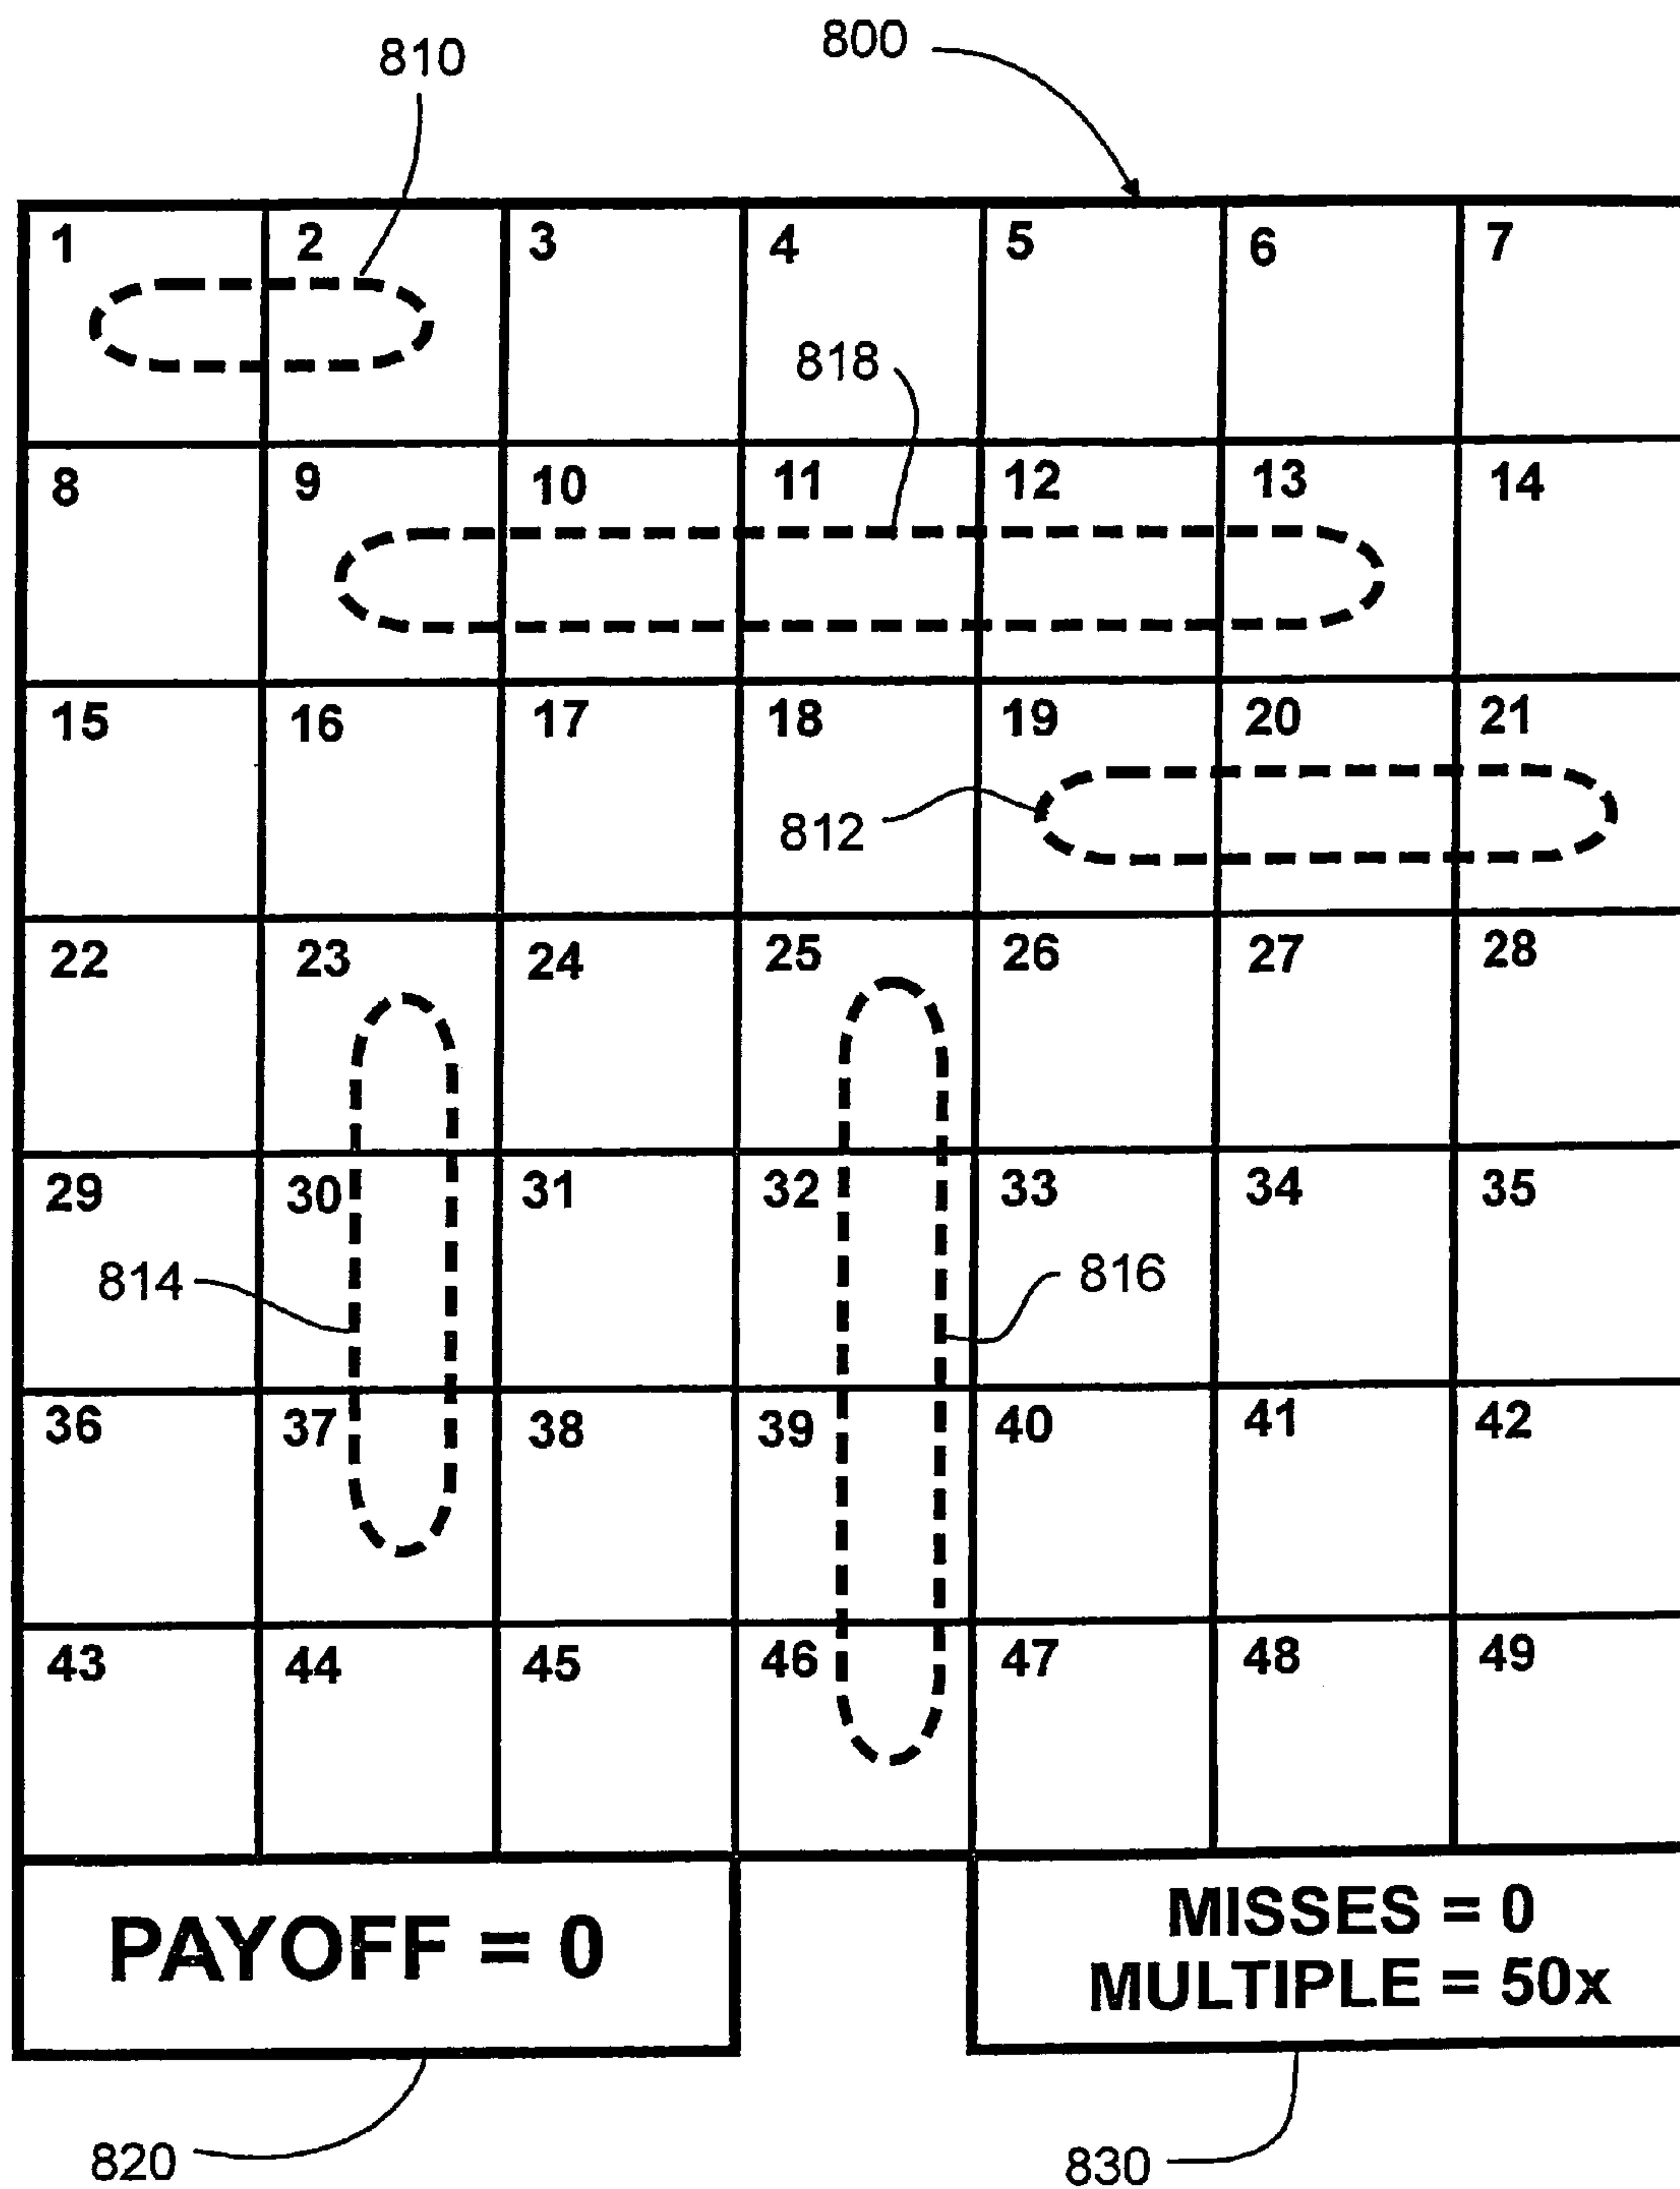 810
800
1 2 3 4 5 6 7
818
8 9 10 11 12 13 14
15 16 17 18 19 20 21
812
22 23 24 25 26 27 28
29 30 31 32 33 34 35
814
816
36 37 38 39 40 41 42
43 44 45 46 47 48 49
PAYOFF = 0
MISSES = 0
MULTIPLE = 50x
820
830